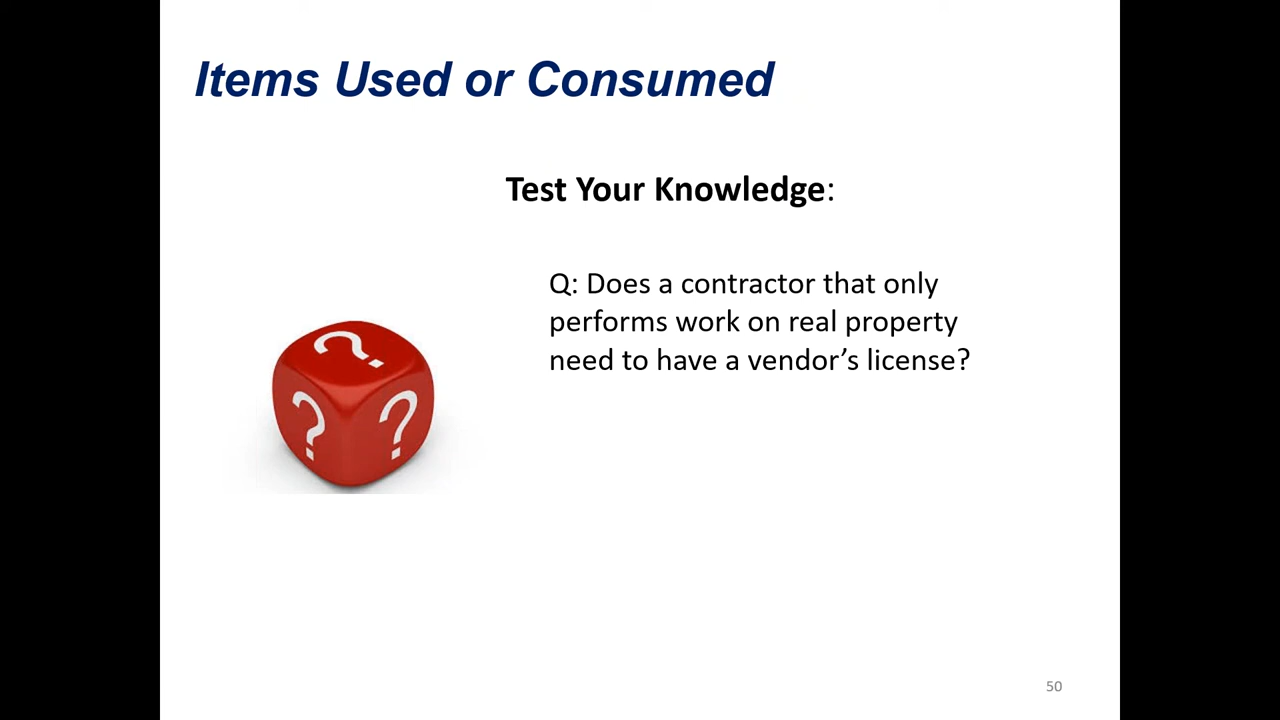 Items Used or Consumed
Test Your Knowledge:
Q: Does a contractor that only
performs work on real property
need to have a vendor’s license?
? ? ?
50